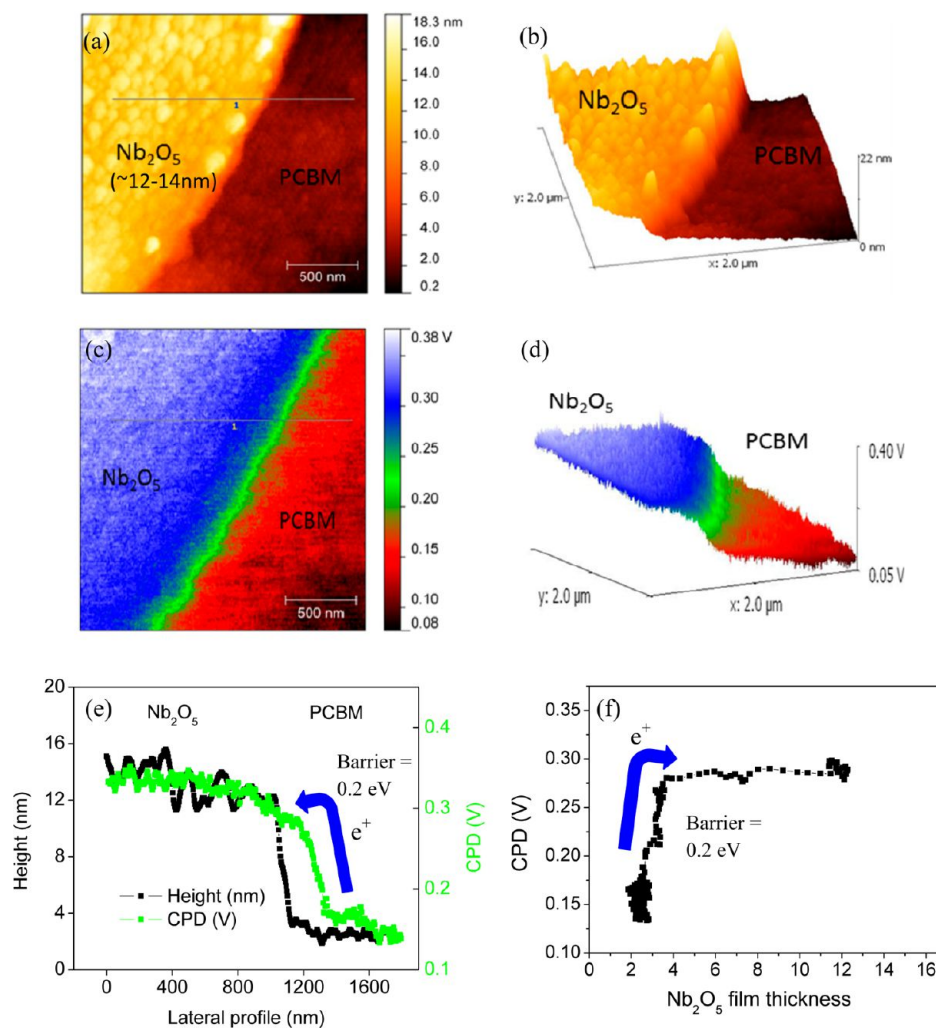 (a)
Nb₂O₅
(~12-14nm)
PCBM
1
500 nm
18.3 nm
16.0
14.0
12.0
10.0
8.0
6.0
4.0
2.0
0.2
(b)
Nb₂O₅
PCBM
22 nm
0 nm
y: 2.0 µm
x: 2.0 µm
(c)
Nb₂O₅
PCBM
1
500 nm
0.38 V
0.30
0.25
0.20
0.15
0.10
0.08
(d)
Nb₂O₅
PCBM
0.40 V
0.05 V
y: 2.0 µm
x: 2.0 µm
(e)
Nb₂O₅ PCBM
Barrier =
0.2 eV
e⁺
Height (nm)
CPD (V)
20
16
12
8
4
0
0.4
0.3
0.2
0.1
CPD (V)
Height (nm)
0 400 800 1200 1600
Lateral profile (nm)
(f)
e⁺
Barrier =
0.2 eV
0.35
0.30
0.25
0.20
0.15
0.10
CPD (V)
0 2 4 6 8 10 12 14 16
Nb₂O₅ film thickness